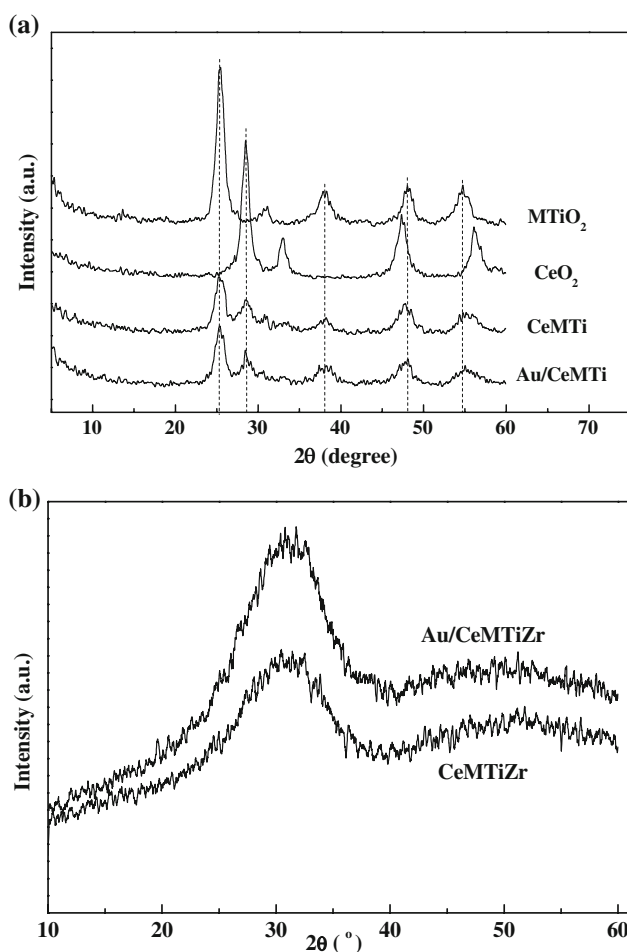 (a)
Intensity (a.u.)
MTiO₂
CeO₂
CeMTi
Au/CeMTi
10 20 30 40 50 60 70
2θ (degree)
(b)
Intensity (a.u.)
Au/CeMTiZr
CeMTiZr
10 20 30 40 50 60
2θ (°)